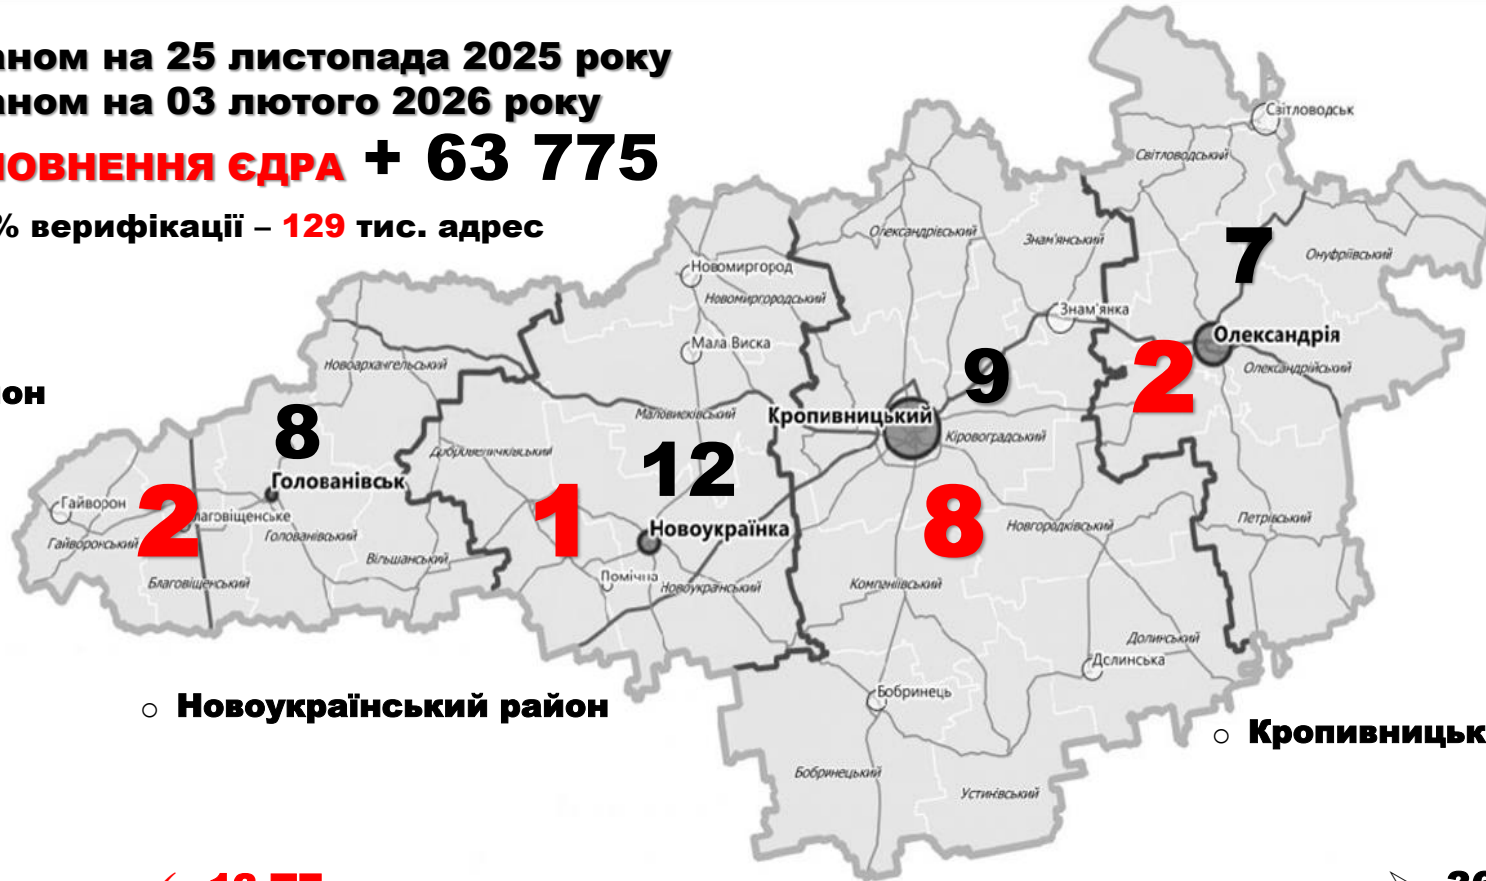 аном на 25 листопада 2025 року
аном на 03 лютого 2026 року
ПОВНЕННЯ ЄДРА + 63 775
% верифікації – 129 тис. адрес
Світловодськ
Світловодський
Олександрівський
Знам'янський
7
Онуфріївський
Новомиргород
Новомиргородський
Знам'янка
Мала Виска
Олександрія
Новоархангельський
9
2
Олександрійський
он
8
Маловисківський
Кропивницький
Кіровоградський
Добровеличківський
12
Голованівськ
Гайворон
2
лаговіщенське
1
Новоукраїнка
8
Новгородківський
Петрівський
Гайворонський
Голованівський
Вільшанський
Благовіщенський
Помічна
Новоукраїнський
Компаніївський
Долинський
Долинська
Бобринець
○ Новоукраїнський район
○ Кропивницьк
Бобринецький
Устинівський